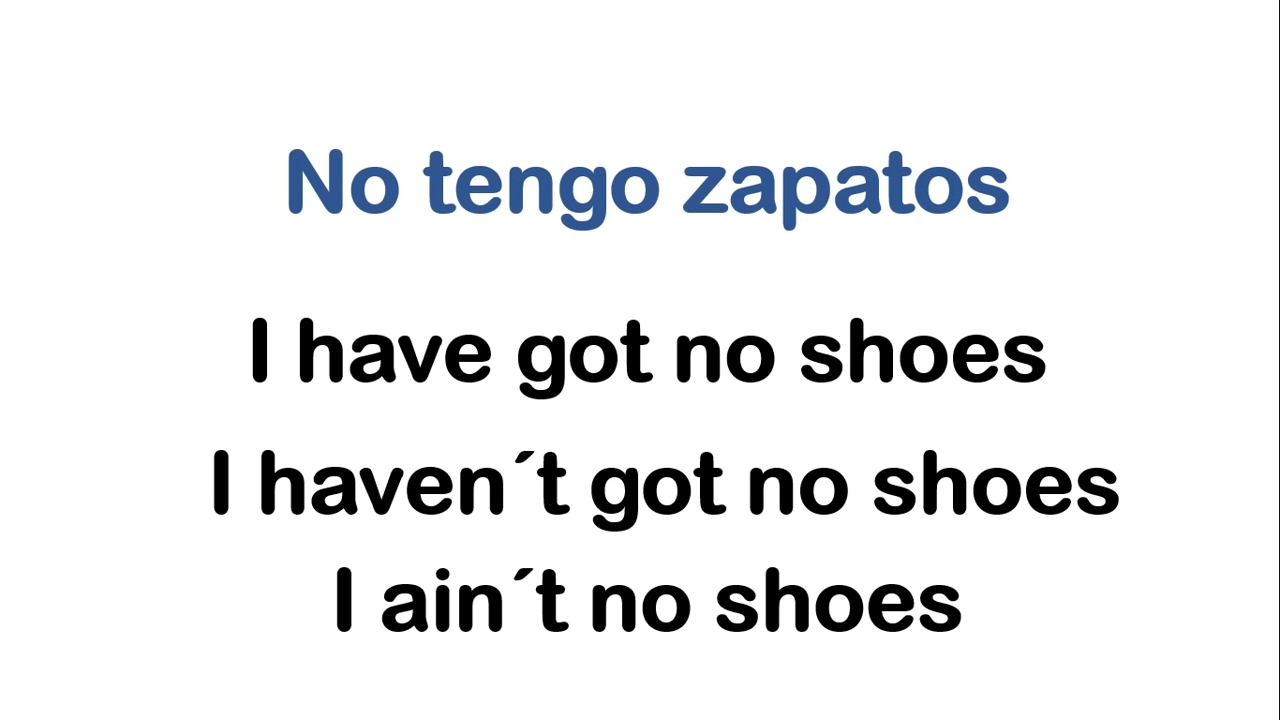 No tengo zapatos
I have got no shoes
I haven´t got no shoes
I ain´t no shoes